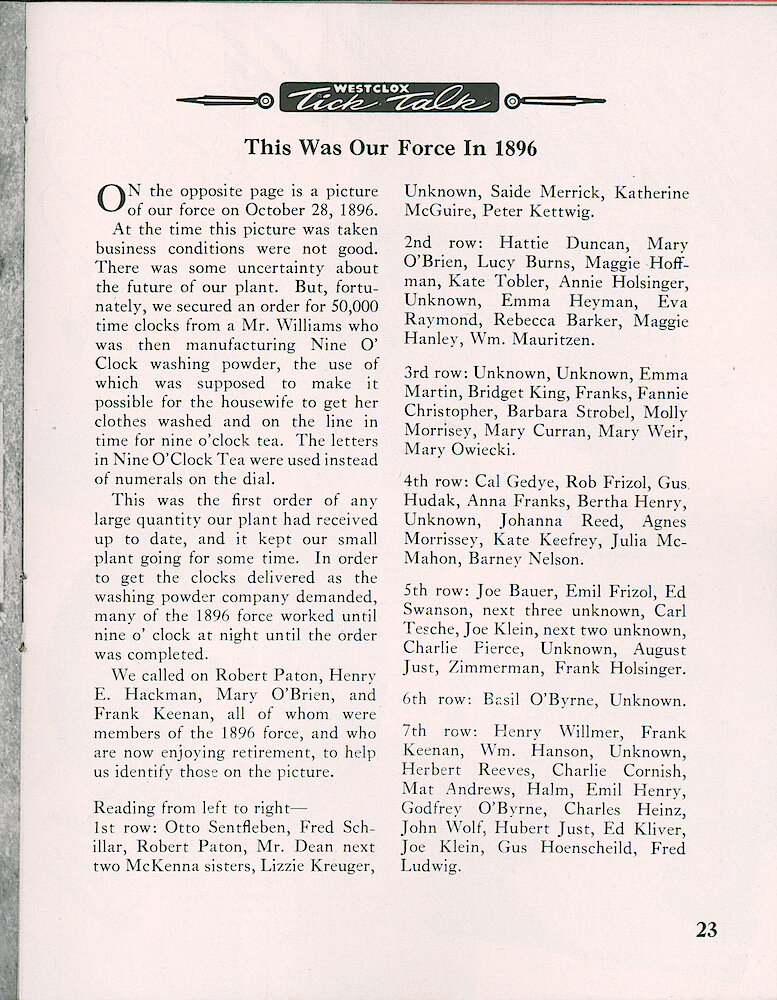 WESTCLOX
Tick Talk
This Was Our Force In 1896
ON the opposite page is a picture
of our force on October 28, 1896.
At the time this picture was taken
business conditions were not good.
There was some uncertainty about
the future of our plant. But, fortu-
nately, we secured an order for 50,000
time clocks from a Mr. Williams who
was then manufacturing Nine O'
Clock washing powder, the use of
which was supposed to make it
possible for the housewife to get her
clothes washed and on the line in
time for nine o'clock tea. The letters
in Nine O'Clock Tea were used instead
of numerals on the dial.
This was the first order of any
large quantity our plant had received
up to date, and it kept our small
plant going for some time. In order
to get the clocks delivered as the
washing powder company demanded,
many of the 1896 force worked until
nine o' clock at night until the order
was completed.
We called on Robert Paton, Henry
E. Hackman, Mary O'Brien, and
Frank Keenan, all of whom were
members of the 1896 force, and who
are now enjoying retirement, to help
us identify those on the picture.
Reading from left to right—
1st row: Otto Sentfleben, Fred Sch-
illar, Robert Paton, Mr. Dean next
two McKenna sisters, Lizzie Kreuger,
Unknown, Saide Merrick, Katherine
McGuire, Peter Kettwig.
2nd row: Hattie Duncan, Mary
O'Brien, Lucy Burns, Maggie Hoff-
man, Kate Tobler, Annie Holsinger,
Unknown, Emma Heyman, Eva
Raymond, Rebecca Barker, Maggie
Hanley, Wm. Mauritzen.
3rd row: Unknown, Unknown, Emma
Martin, Bridget King, Franks, Fannie
Christopher, Barbara Strobel, Molly
Morrisey, Mary Curran, Mary Weir,
Mary Owiecki.
4th row: Cal Gedye, Rob Frizol, Gus
Hudak, Anna Franks, Bertha Henry,
Unknown, Johanna Reed, Agnes
Morrissey, Kate Keefrey, Julia Mc-
Mahon, Barney Nelson.
5th row: Joe Bauer, Emil Frizol, Ed
Swanson, next three unknown, Carl
Tesche, Joe Klein, next two unknown,
Charlie Pierce, Unknown, August
Just, Zimmerman, Frank Holsinger.
6th row: Basil O'Byrne, Unknown.
7th row: Henry Willmer, Frank
Keenan, Wm. Hanson, Unknown,
Herbert Reeves, Charlie Cornish,
Mat Andrews, Halm, Emil Henry,
Godfrey O'Byrne, Charles Heinz,
John Wolf, Hubert Just, Ed Kliver,
Joe Klein, Gus Hoenscheild, Fred
Ludwig.
23